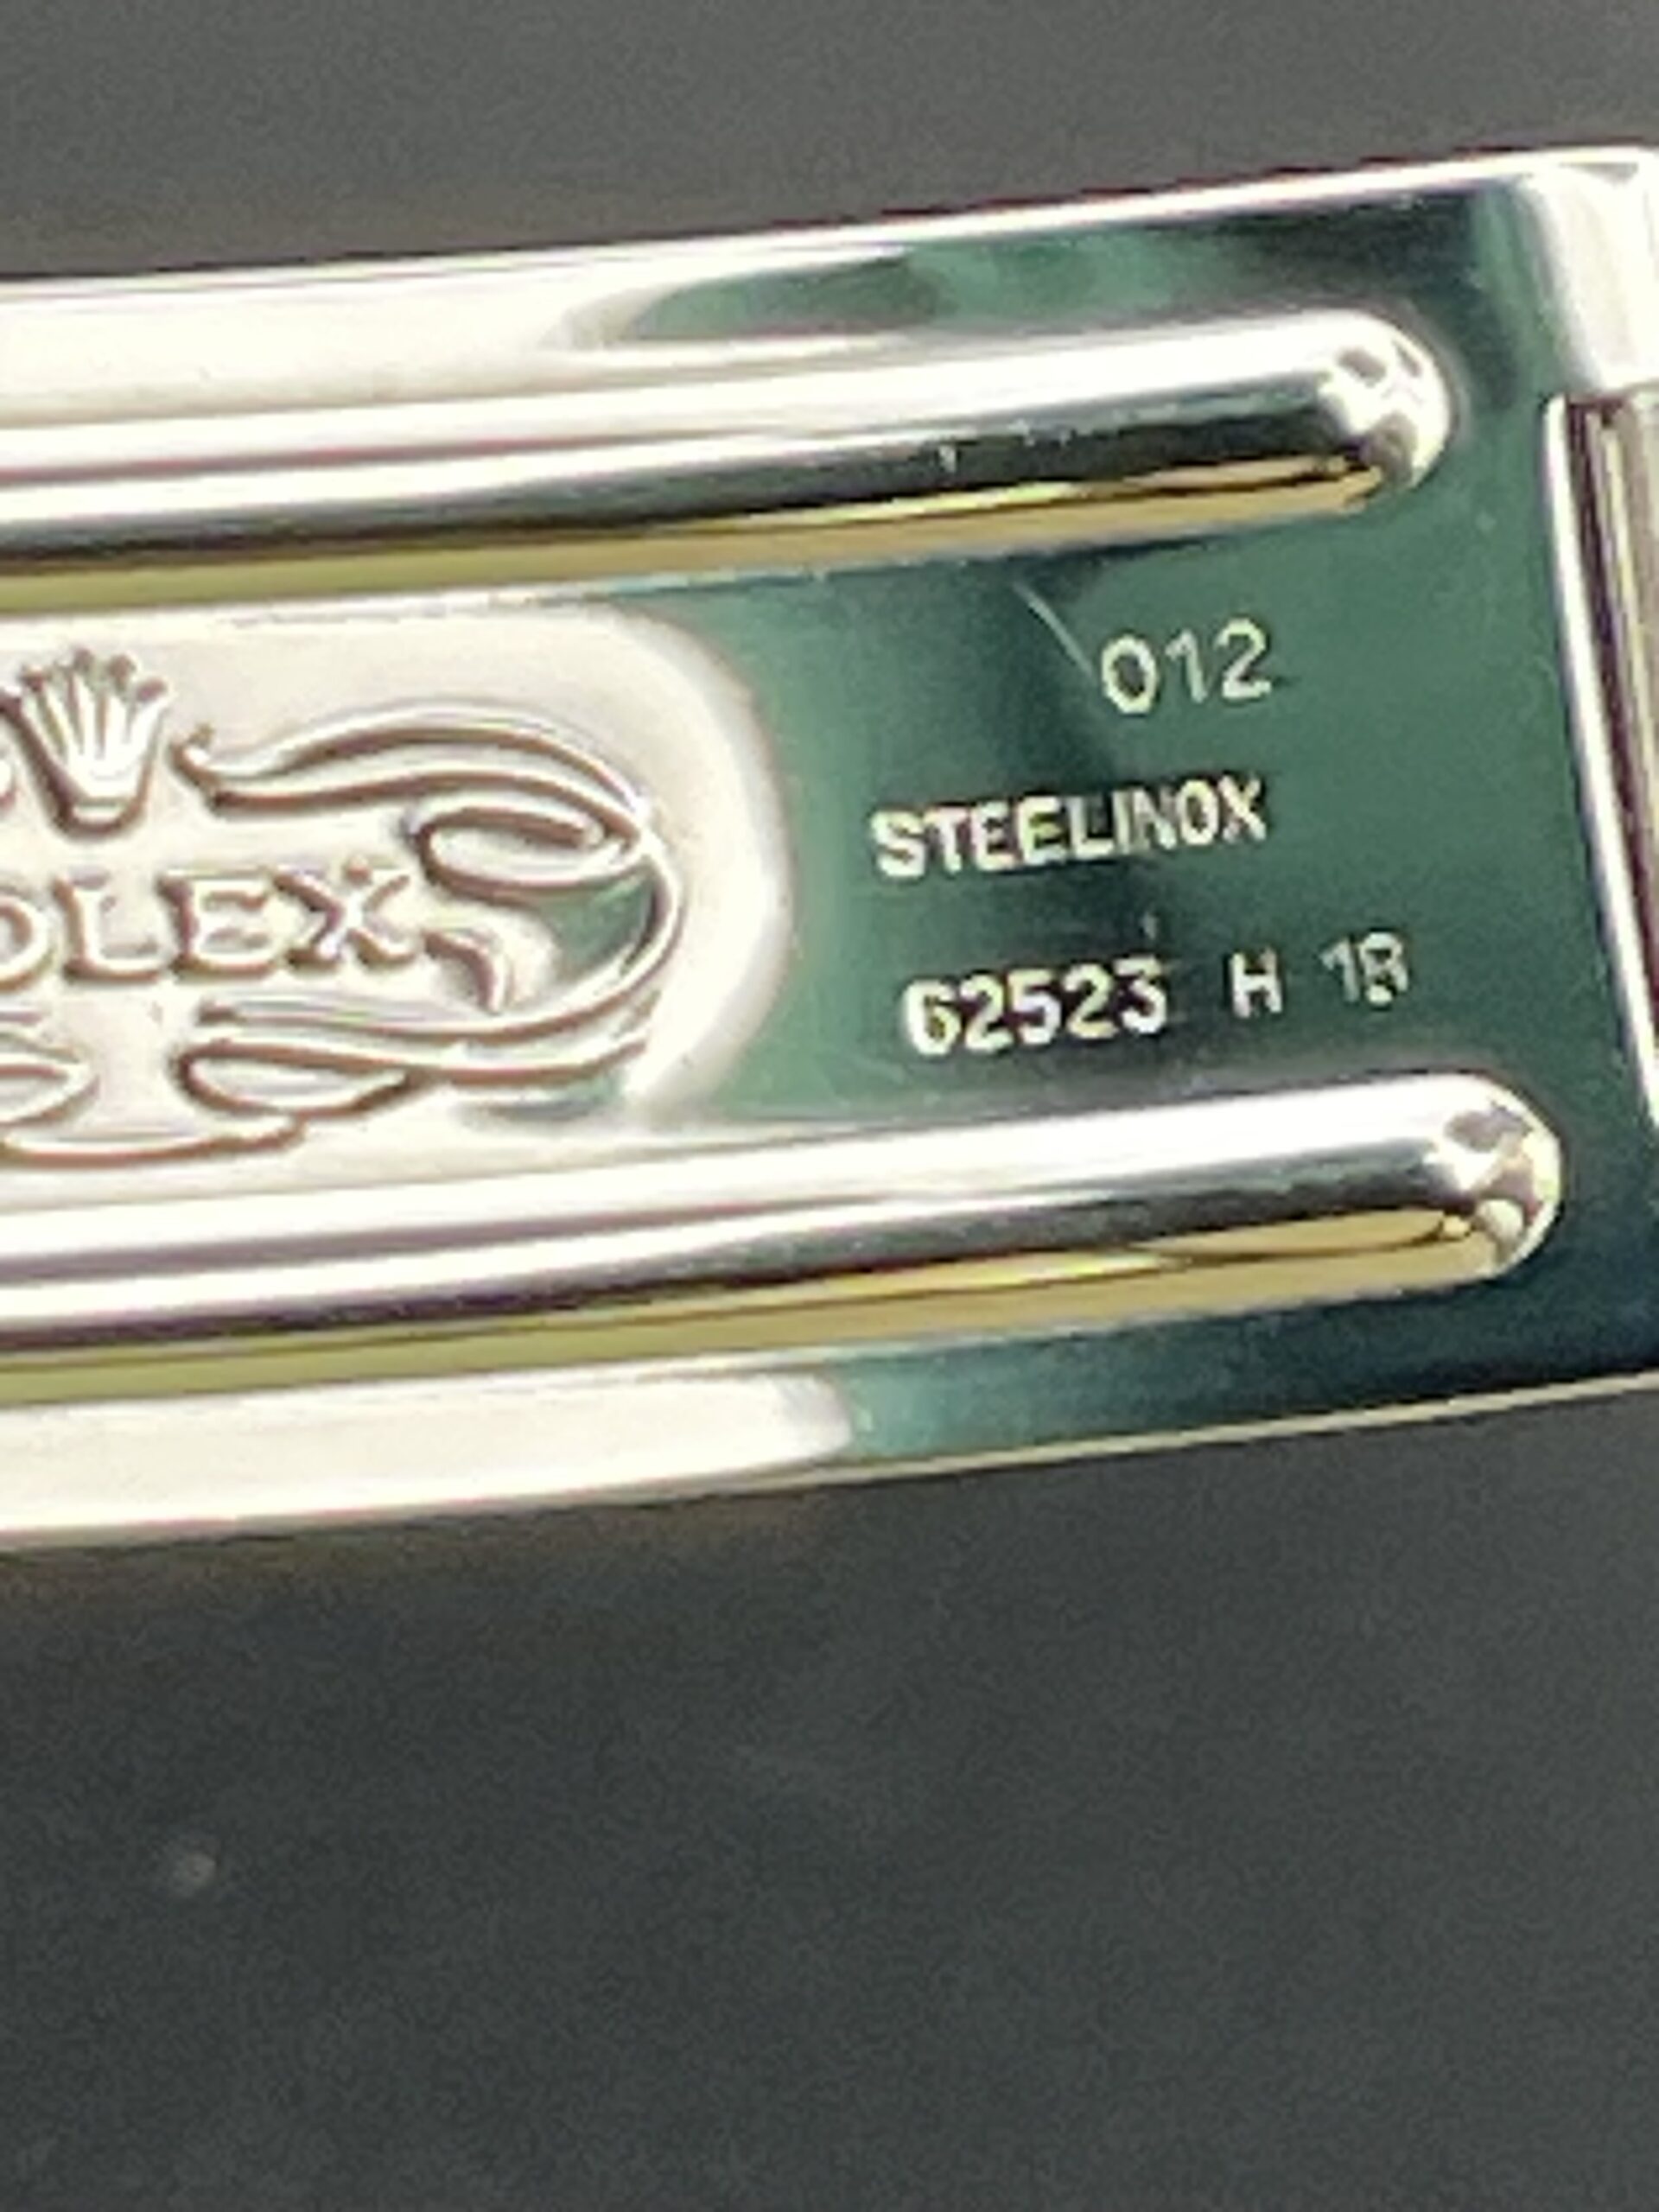 OLEX
012
STEELINOX
62523 H 18